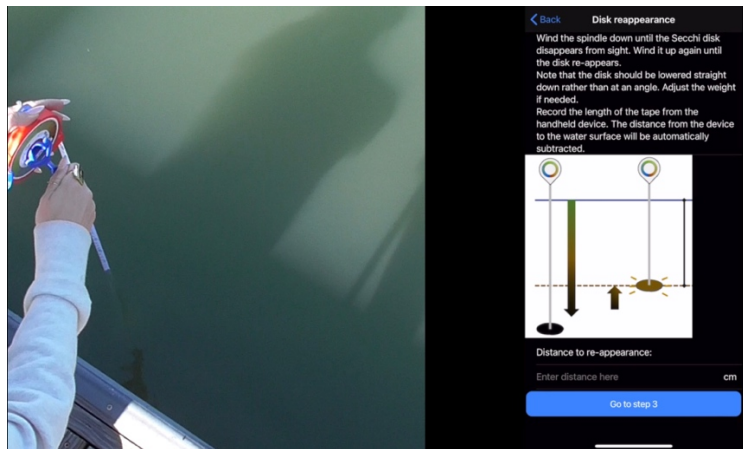 Back
Disk reappearance
Wind the spindle down until the Secchi disk
disappears from sight. Wind it up again until
the disk re-appears.
Note that the disk should be lowered straight
down rather than at an angle. Adjust the weight
if needed.
Record the length of the tape from the
handheld device. The distance from the device
to the water surface will be automatically
subtracted.
Distance to re-appearance:
Enter distance here
cm
Go to step 3